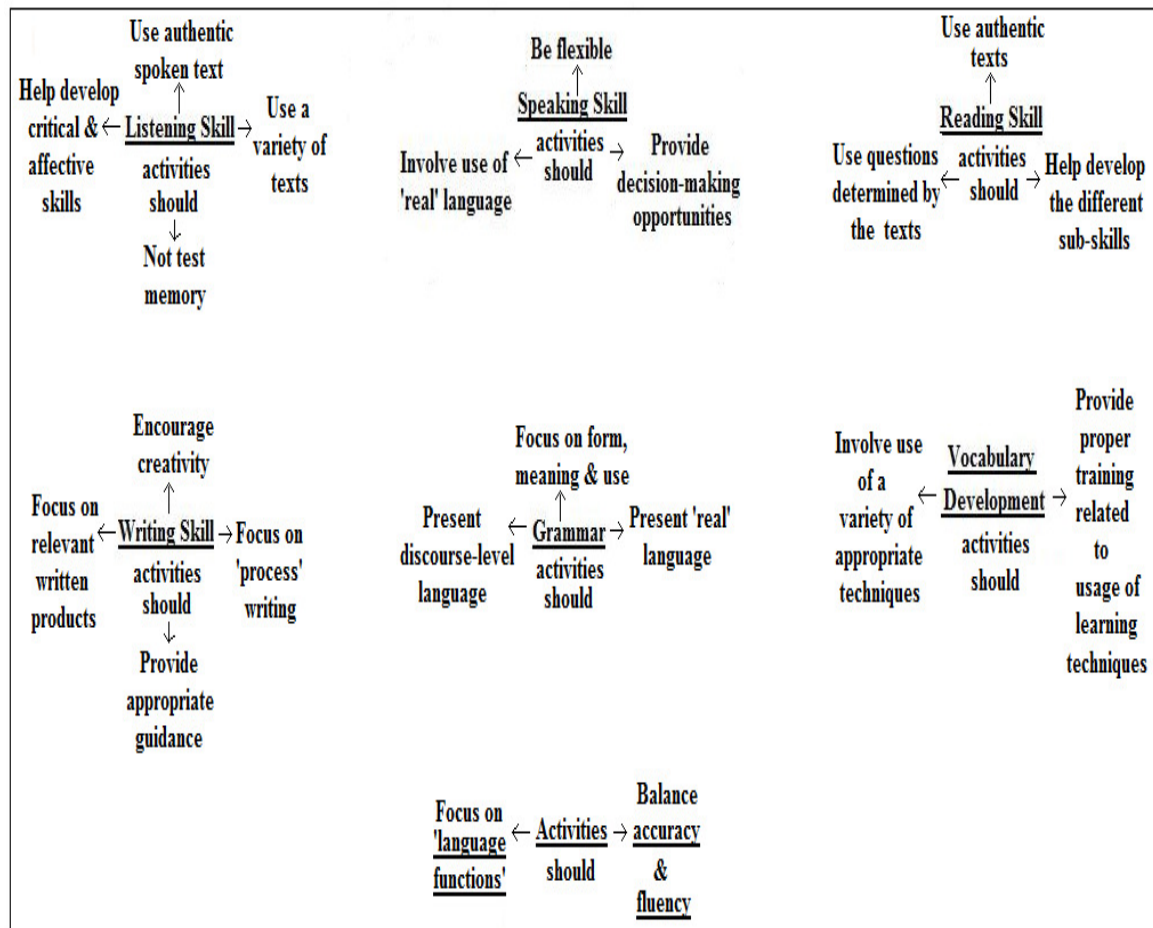 Use authentic
spoken text
Help develop
critical &
affective
skills
Listening Skill
activities
should
Use a
variety of
texts
Not test
memory
Be flexible
Speaking Skill
activities
should
Involve use of
'real' language
Provide
decision-making
opportunities
Use authentic
texts
Reading Skill
activities
should
Use questions
determined by
the texts
Help develop
the different
sub-skills
Encourage
creativity
Focus on
relevant
written
products
Writing Skill
activities
should
Focus on
'process'
writing
Provide
appropriate
guidance
Focus on form,
meaning & use
Present
discourse-level
language
Grammar
activities
should
Present 'real'
language
Involve use
of a
variety of
appropriate
techniques
Vocabulary
Development
activities
should
Provide
proper
training
related
to
usage of
learning
techniques
Focus on
'language
functions'
Activities
should
Balance
accuracy
&
fluency